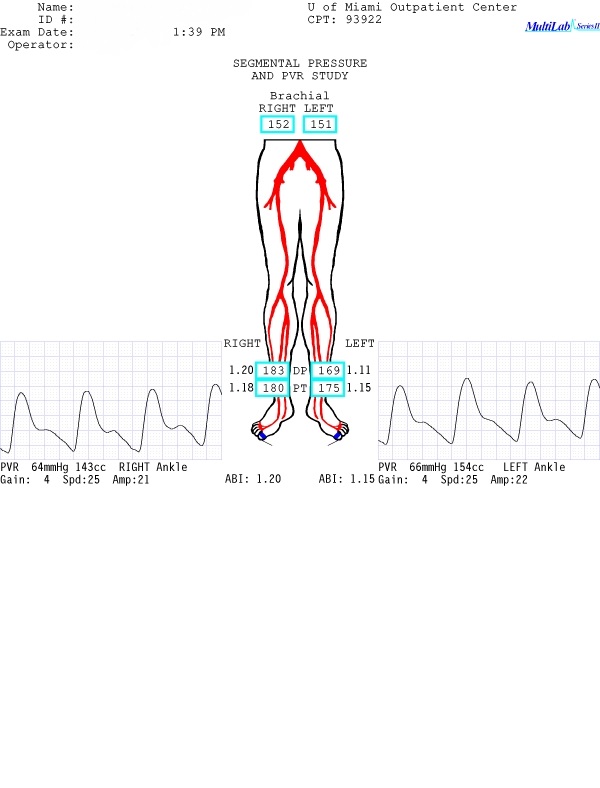 Name:
ID #:
Exam Date: 1:39 PM
Operator:
U of Miami Outpatient Center
CPT: 93922
MultiLab Series II
SEGMENTAL PRESSURE
AND PVR STUDY
Brachial
RIGHT LEFT
152 151
RIGHT LEFT
1.20 183 DP 169 1.11
1.18 180 PT 175 1.15
PVR 64mmHg 143cc RIGHT Ankle
Gain: 4 Spd:25 Amp:21
ABI: 1.20 ABI: 1.15
PVR 66mmHg 154cc LEFT Ankle
Gain: 4 Spd:25 Amp:22